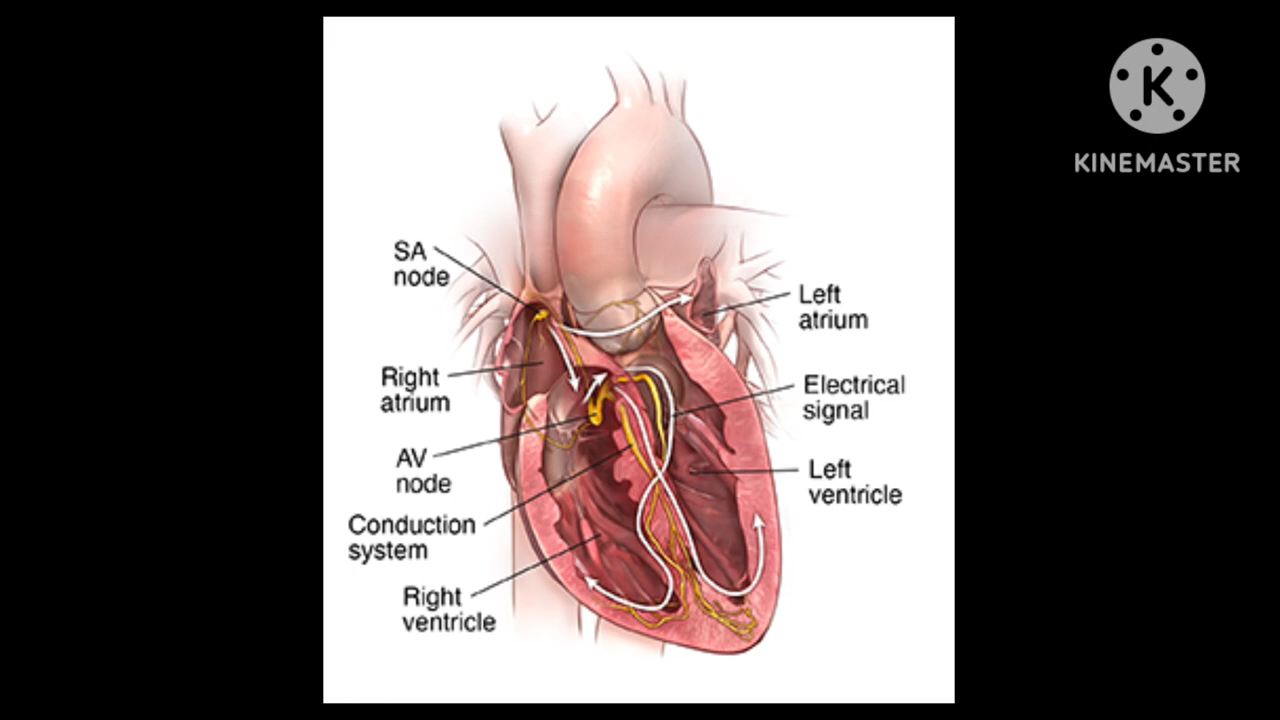 SA
node
Right
atrium
AV
node
Conduction
system
Right
ventricle
Left
atrium
Electrical
signal
Left
ventricle
K
KINEMASTER